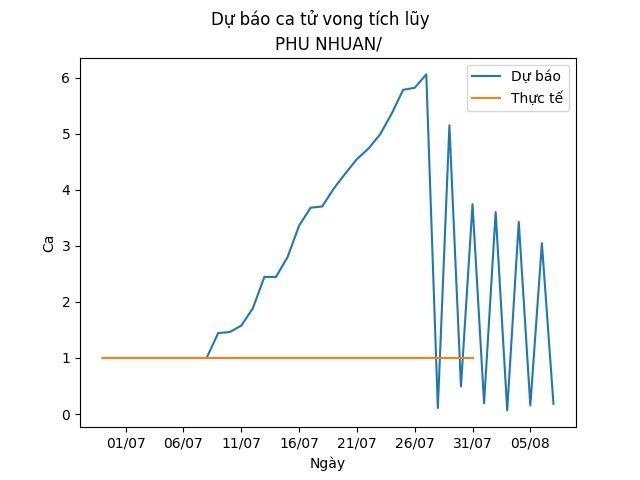 Dự báo ca tử vong tích lũy
PHU NHUAN/
Dự báo
Thực tế
6
5
4
3
2
1
0
Ca
01/07 06/07 11/07 16/07 21/07 26/07 31/07 05/08
Ngày